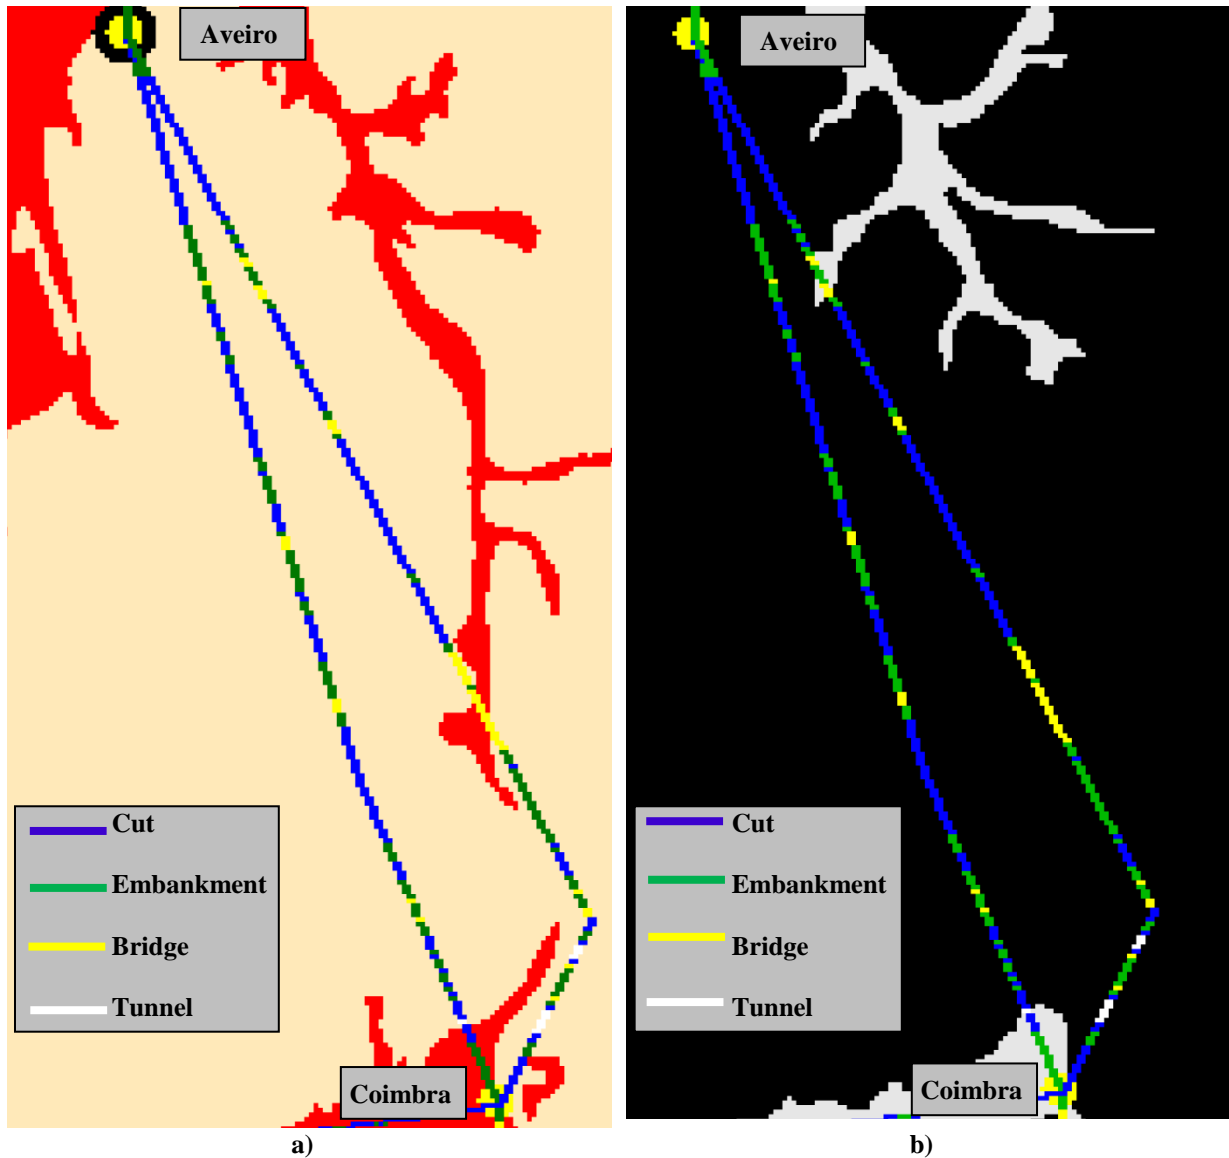 Aveiro
Cut
Embankment
Bridge
Tunnel
Coimbra
a)
Aveiro
Cut
Embankment
Bridge
Tunnel
Coimbra
b)